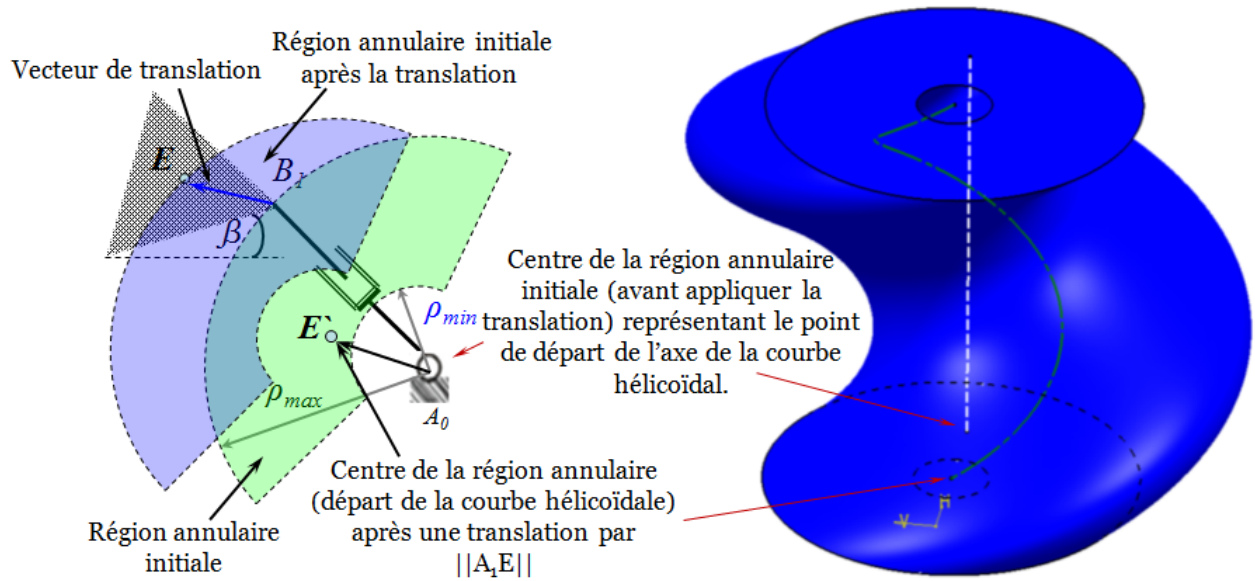 Région annulaire initiale
après la translation
Vecteur de translation
E
B1
β
E`
ρmin
ρmax
A0
Centre de la région annulaire
initiale (avant appliquer la
translation) représentant le point
de départ de l'axe de la courbe
hélicoïdal.
Centre de la région annulaire
(départ de la courbe hélicoïdale)
après une translation par
||A1E||
Région annulaire
initiale
V
H